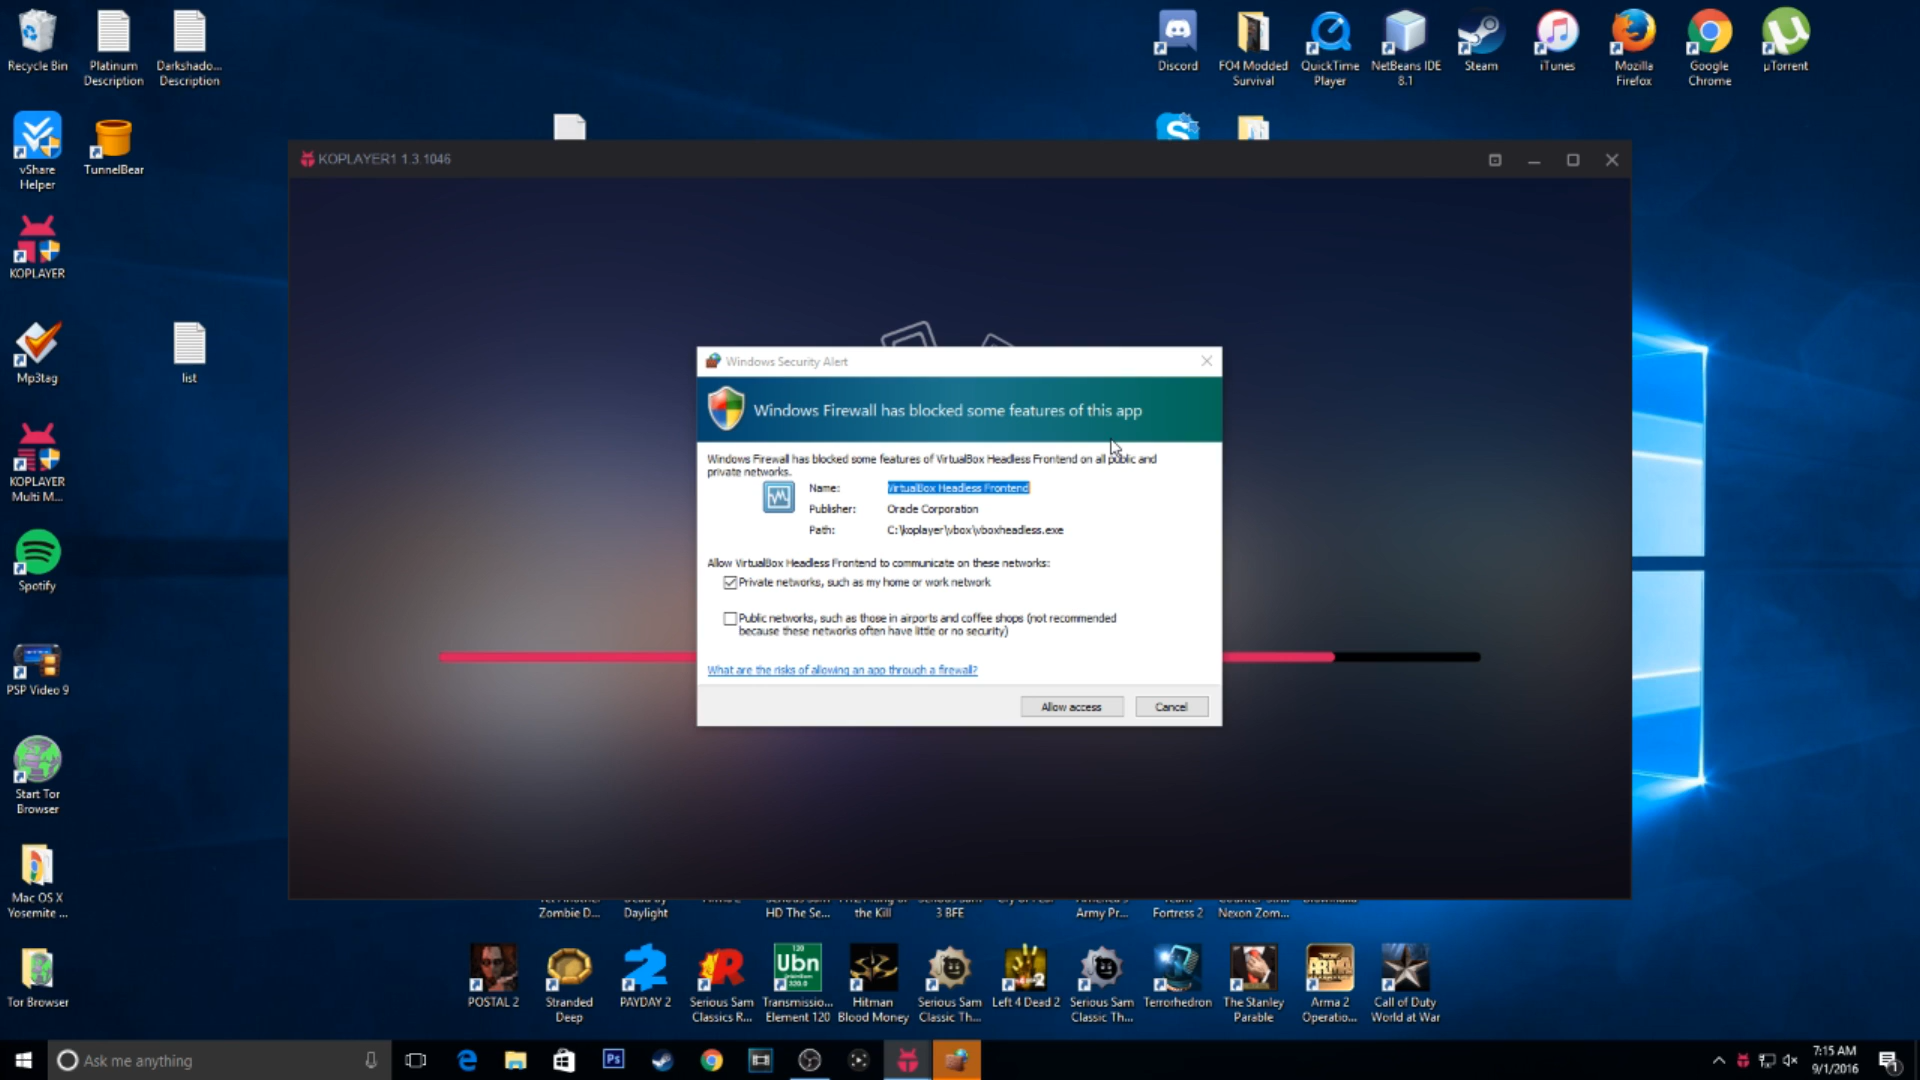 Recycle Bin
Platinum
Description
Darkshado...
Description
Discord
FO4 Modded
Survival
QuickTime
Player
NetBeans IDE
8.1
Steam
iTunes
Mozilla
Firefox
Google
Chrome
µTorrent
vShare
Helper
TunnelBear
KOPLAYER
Mp3tag
list
KOPLAYER
Multi M...
Spotify
PSP Video 9
Start Tor
Browser
Mac OS X
Yosemite ...
Tor Browser
KOPLAYER1 1.3.1046
Windows Security Alert
Windows Firewall has blocked some features of this app
Windows Firewall has blocked some features of VirtualBox Headless Frontend on all public and
private networks.
Name: VirtualBox Headless Frontend
Publisher: Oracle Corporation
Path: C:\koplayer\vbox\vboxheadless.exe
Allow VirtualBox Headless Frontend to communicate on these networks:
Private networks, such as my home or work network
Public networks, such as those in airports and coffee shops (not recommended
because these networks often have little or no security)
What are the risks of allowing an app through a firewall?
Allow access
Cancel
Zombie D...
Daylight
HD The Se...
the Kill
3 BFE
Army Pr...
Fortress 2
Nexon Zom...
120
Ubn
320.0
2
POSTAL 2
Stranded
Deep
PAYDAY 2
Serious Sam
Classics R...
Transmissio...
Element 120
Hitman
Blood Money
Serious Sam
Classic Th...
Left 4 Dead 2
Serious Sam
Classic Th...
Terrorhedron
The Stanley
Parable
ARMA
Arma 2
Operatio...
Call of Duty
World at War
Ask me anything
Ps
7:15 AM
9/1/2016
1